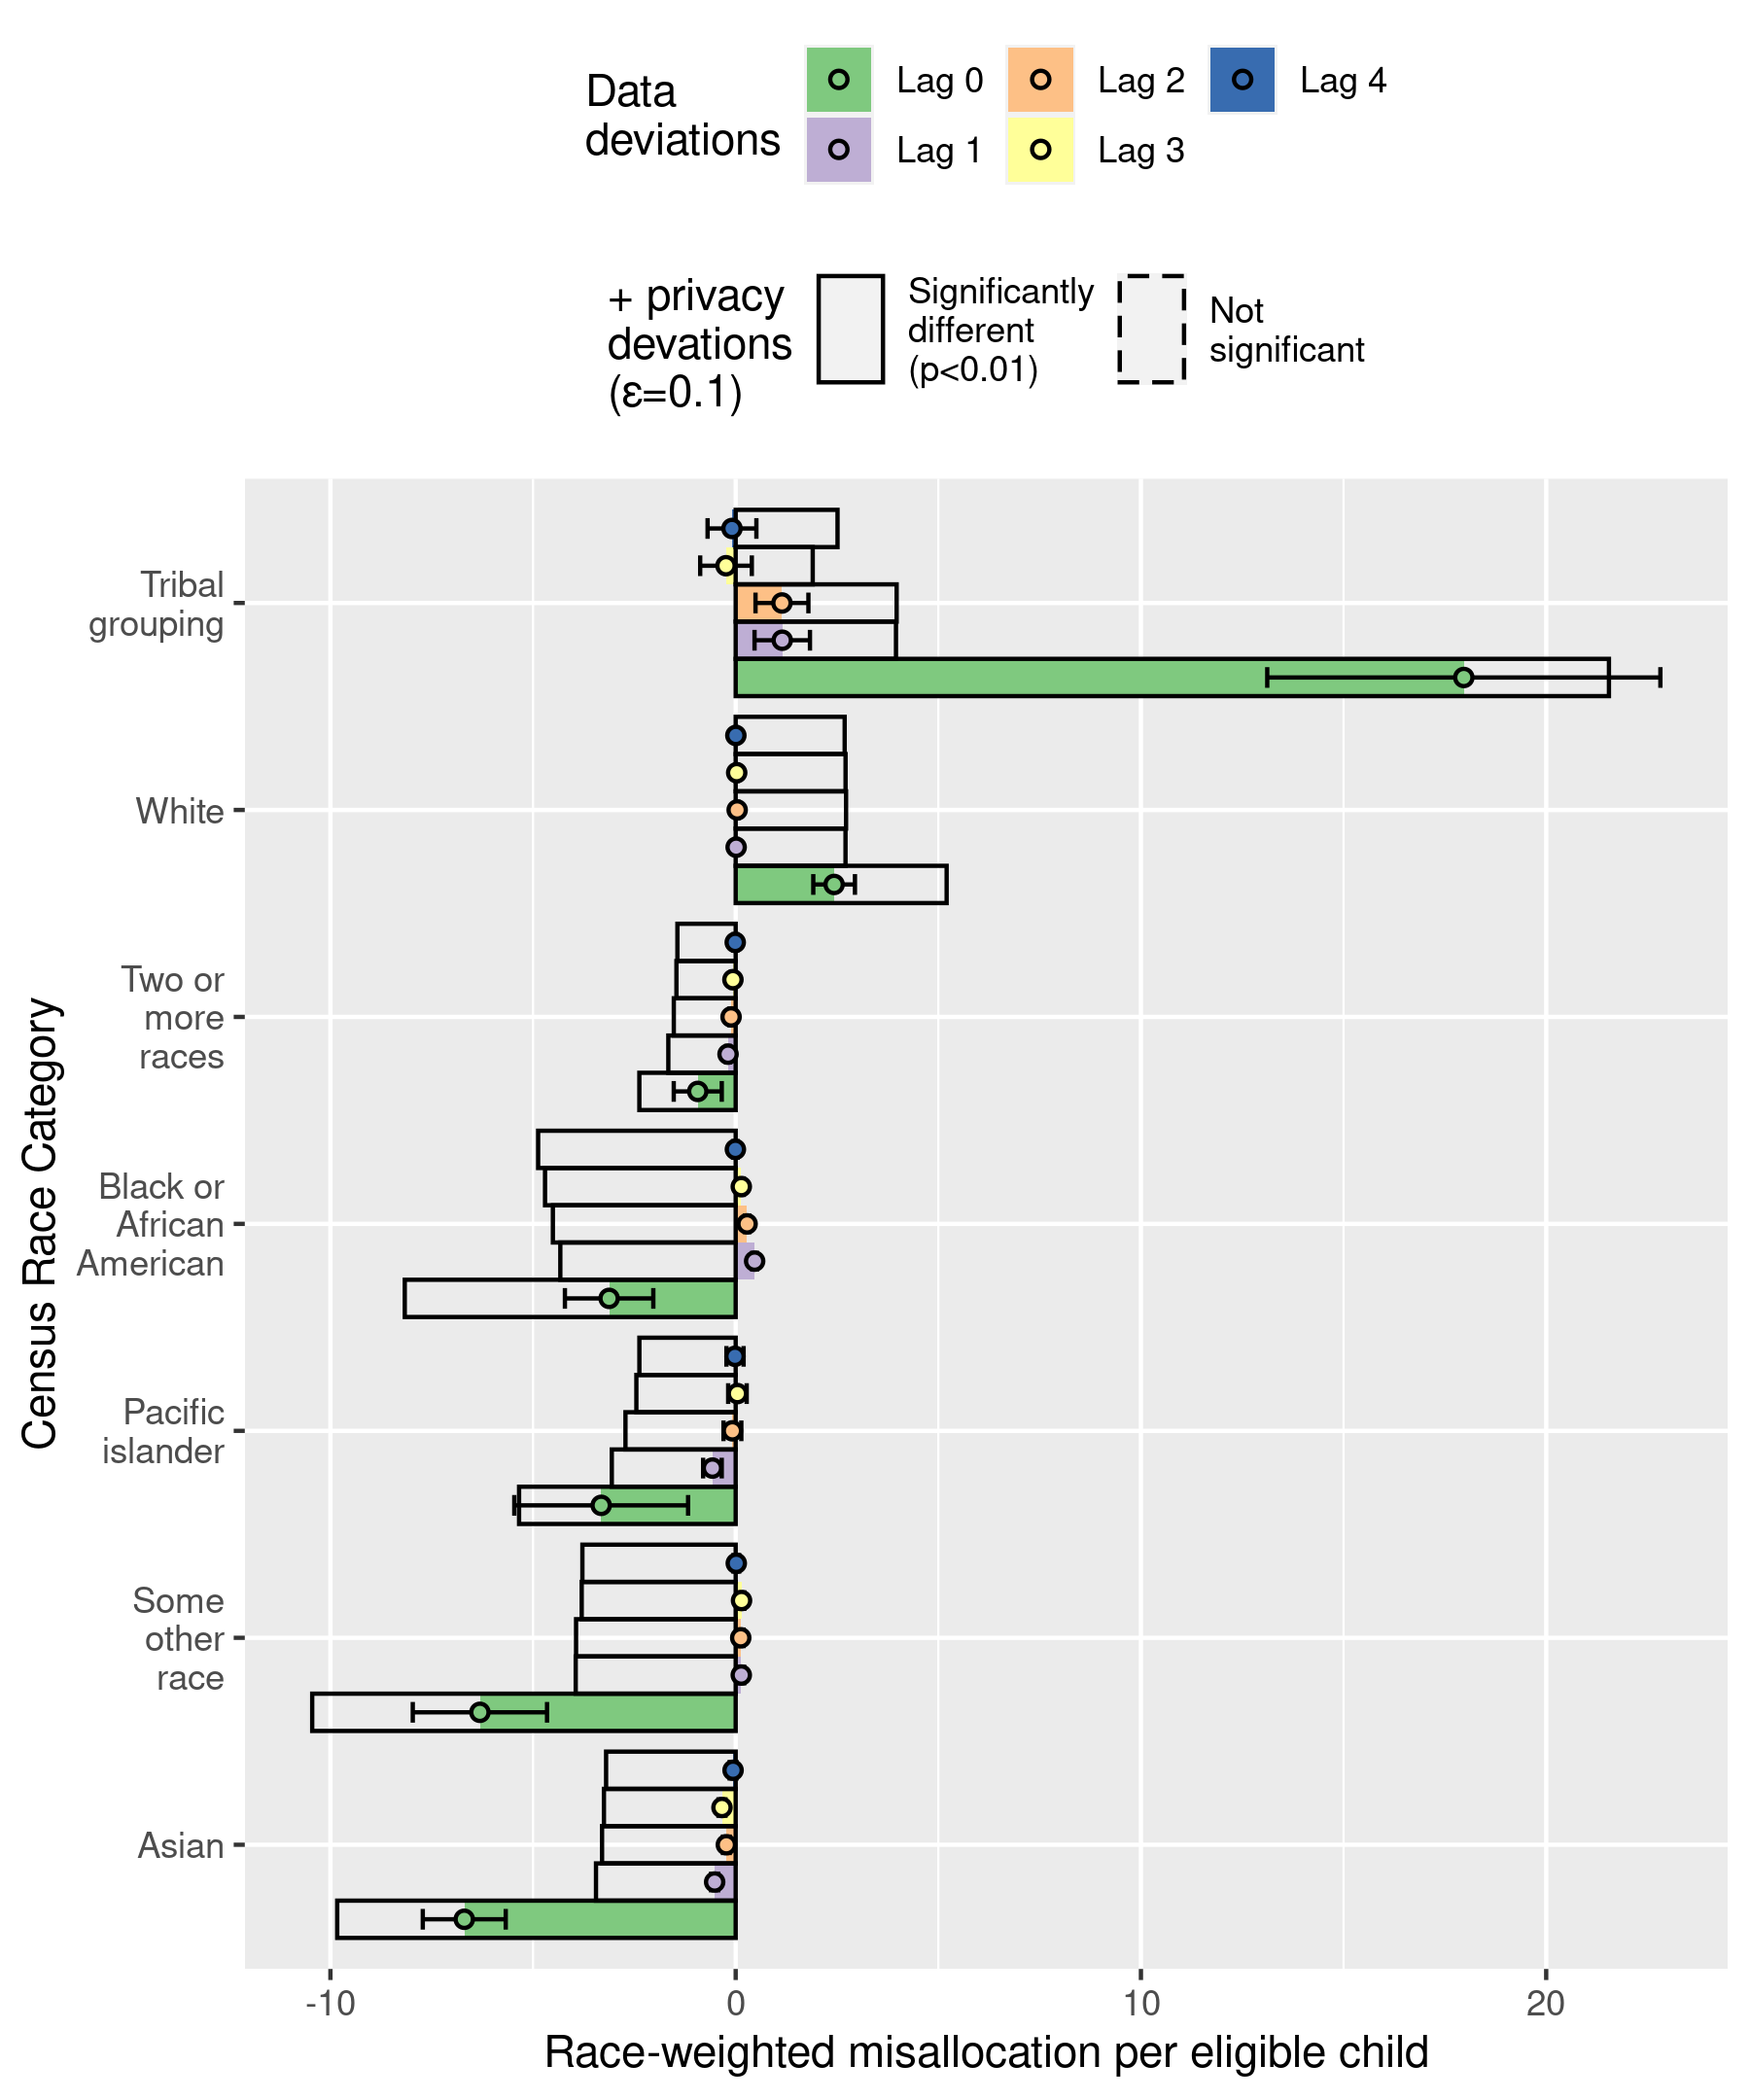 Data
deviations
Lag 0
Lag 2
Lag 4
Lag 1
Lag 3
+ privacy
devations
(ε=0.1)
Significantly
different
(p<0.01)
Not
significant
Census Race Category
Tribal
grouping
White
Two or
more
races
Black or
African
American
Pacific
islander
Some
other
race
Asian
-10
0
10
20
Race-weighted misallocation per eligible child